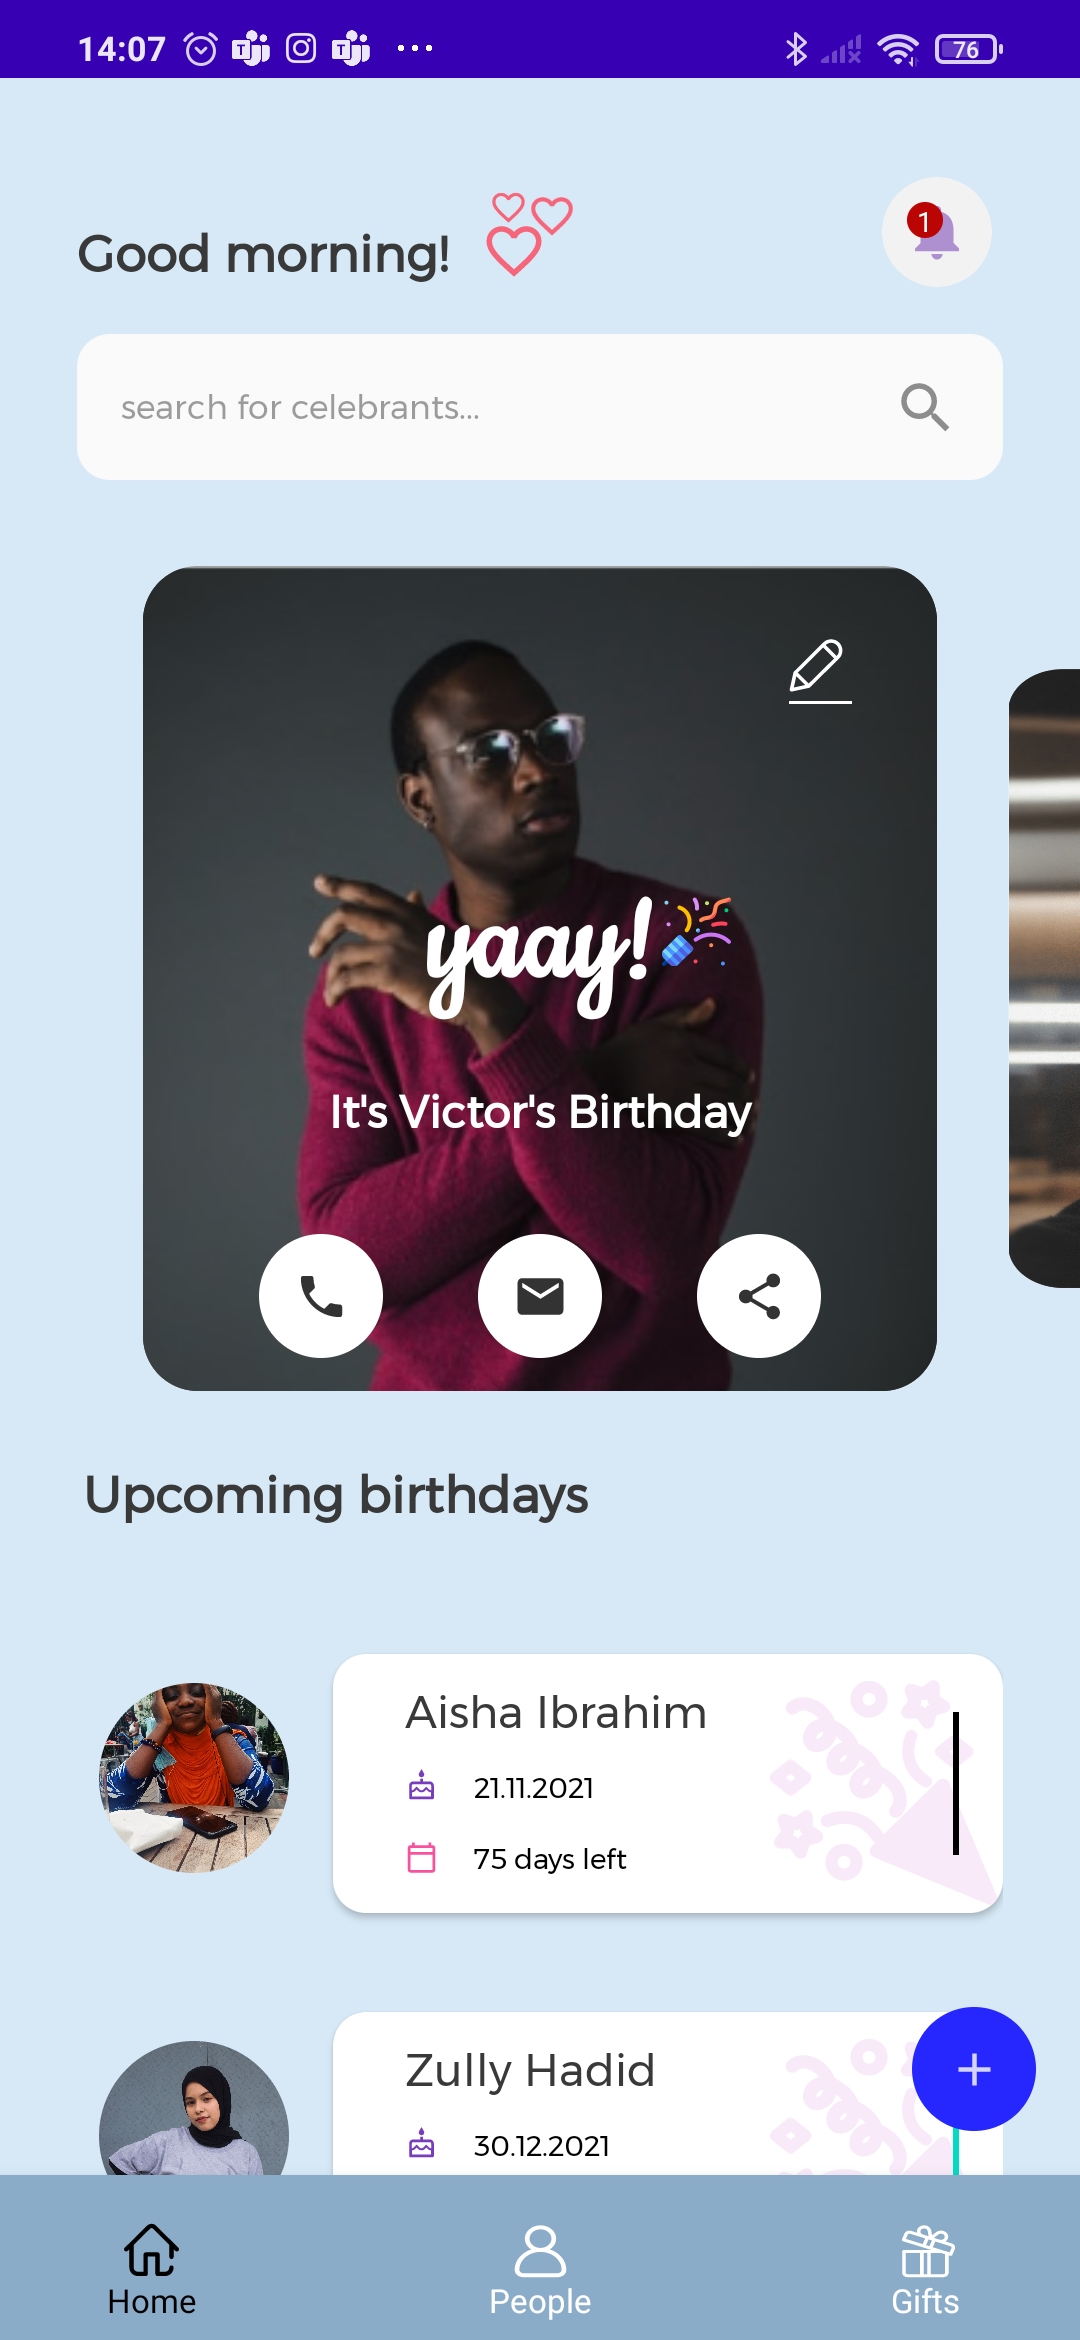 14:07
76
Good morning!
1
search for celebrants...
yaay!
It's Victor's Birthday
Upcoming birthdays
Aisha Ibrahim
21.11.2021
75 days left
Zully Hadid
30.12.2021
Home
People
Gifts